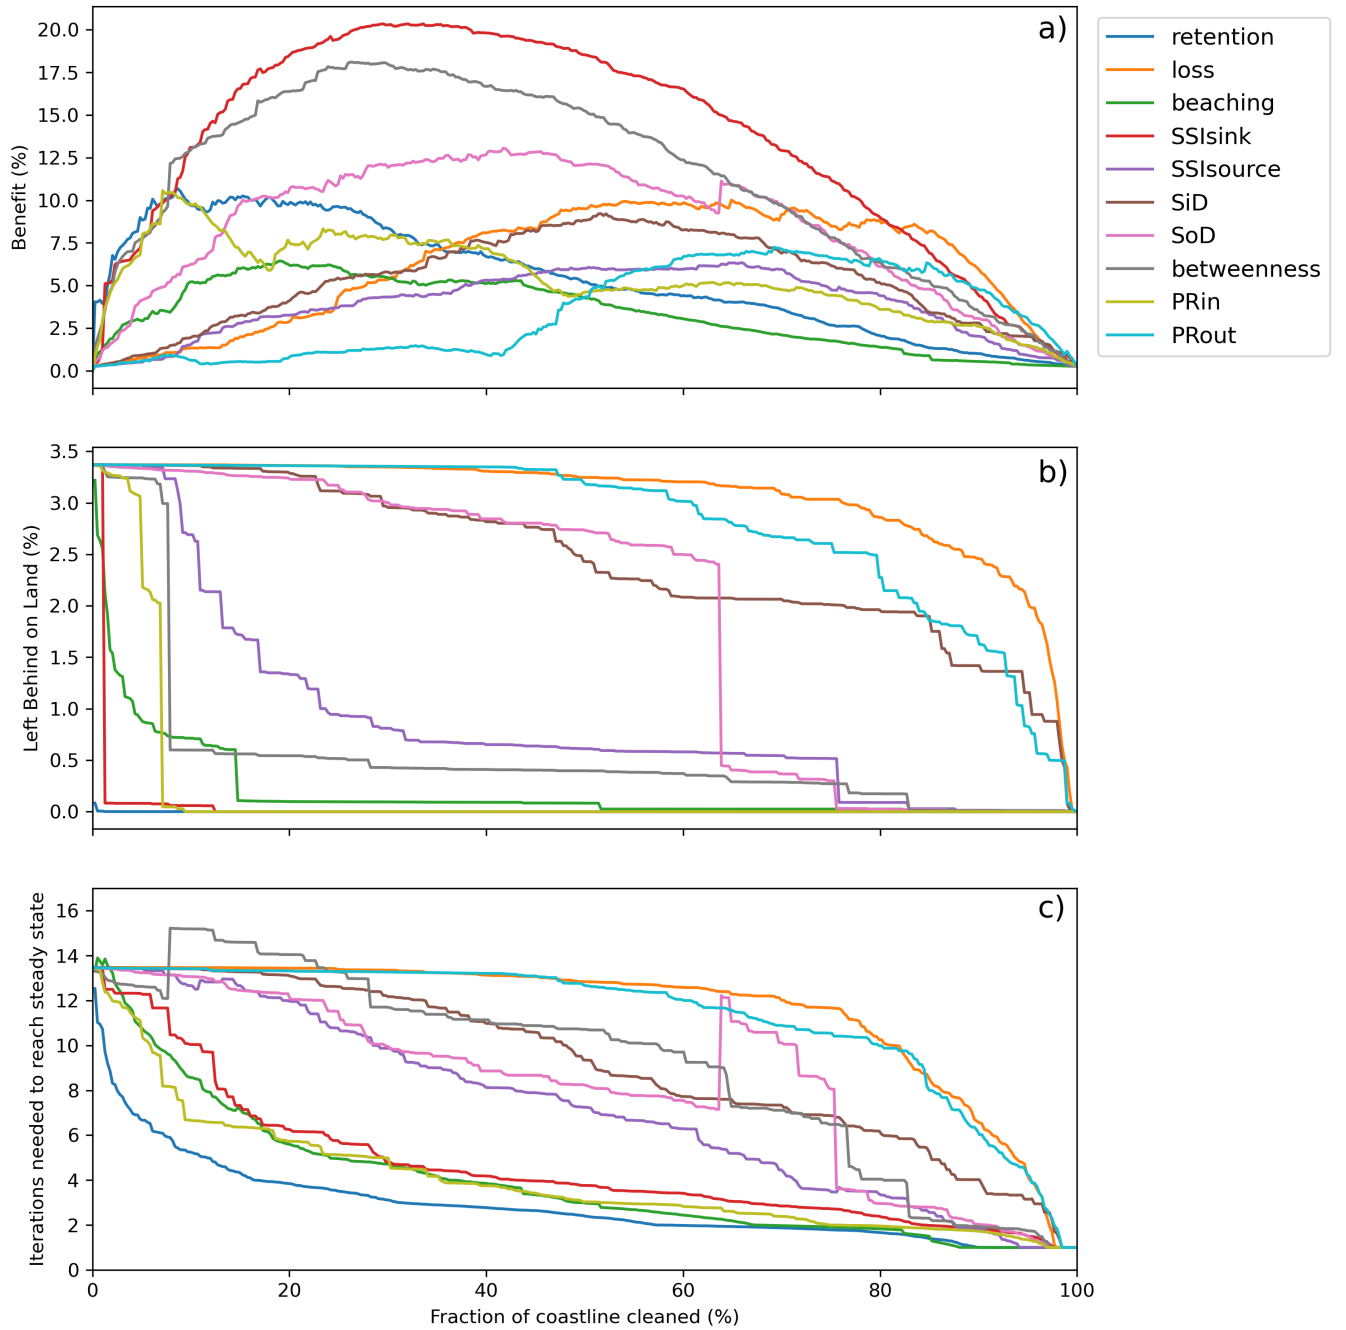 a)
20.0
17.5
15.0
12.5
10.0
7.5
5.0
2.5
0.0
Benefit (%)
retention
loss
beaching
SSIsink
SSIsource
SiD
SoD
betweenness
PRin
PRout
b)
3.5
3.0
2.5
2.0
1.5
1.0
0.5
0.0
Left Behind on Land (%)
c)
16
14
12
10
8
6
4
2
0
Iterations needed to reach steady state
0 20 40 60 80 100
Fraction of coastline cleaned (%)